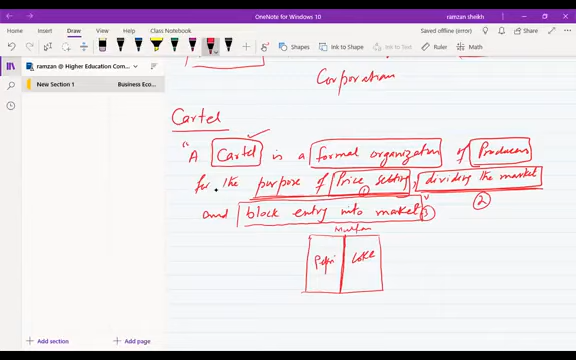 OneNote for Windows 10
ramzan sheikh
Home Insert Draw View Help Class Notebook
Saved offline (error) Share
Shapes Ink to Shape Ink to Text Ruler Math
ramzan @ Higher Education Com...
New Section 1
Business Eco...
Corporation
Cartel
" A Cartel is a formal organization of Producers
for the purpose of Price setting, dividing the market
1
2
and block entry into market " 3
Pepsi Coke
Add section
Add page